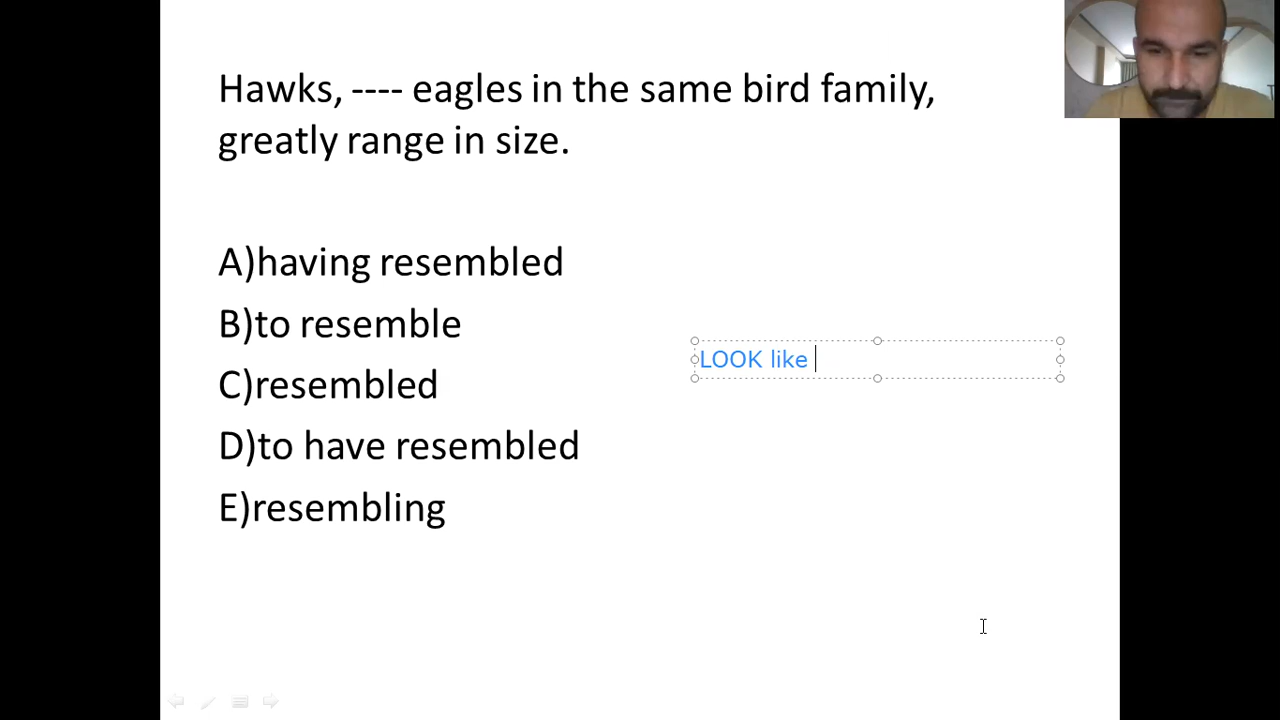 Hawks, ---- eagles in the same bird family,
greatly range in size.
A)having resembled
B)to resemble
C)resembled
D)to have resembled
E)resembling
LOOK like